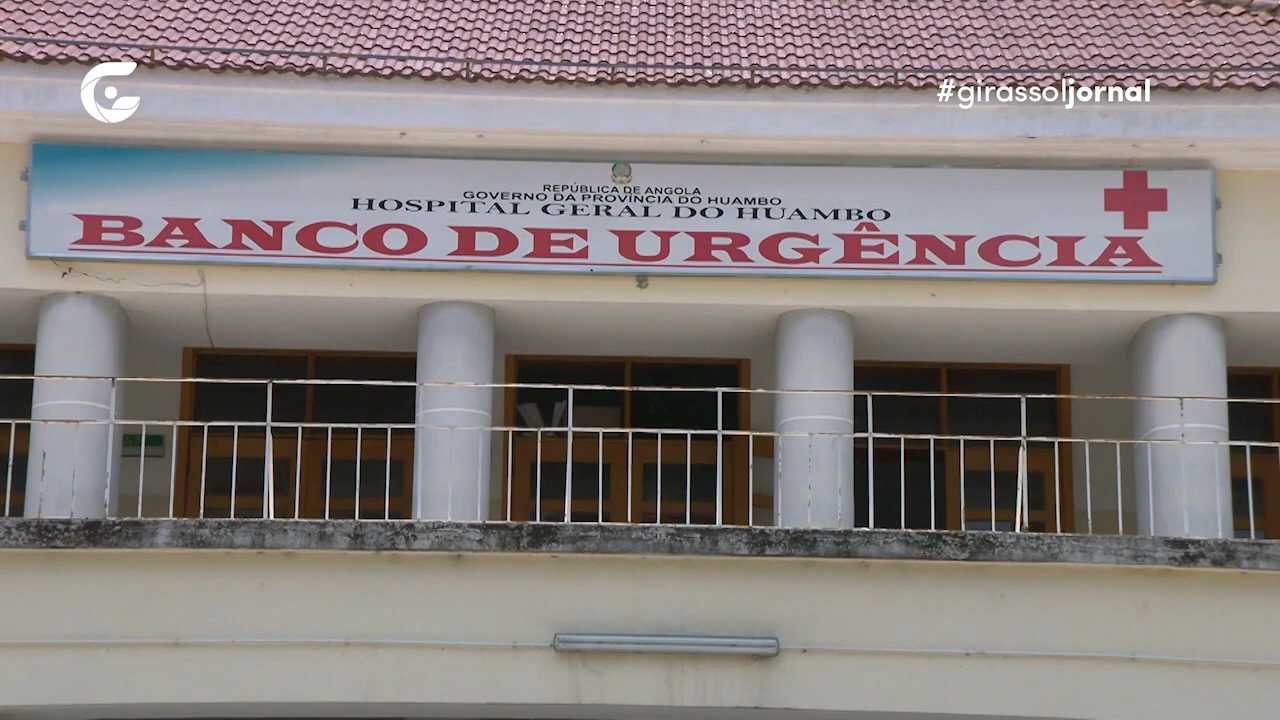 #girassoljornal
REPÚBLICA DE ANGOLA
GOVERNO DA PROVÍNCIA DO HUAMBO
HOSPITAL GERAL DO HUAMBO
BANCO DE URGÊNCIA